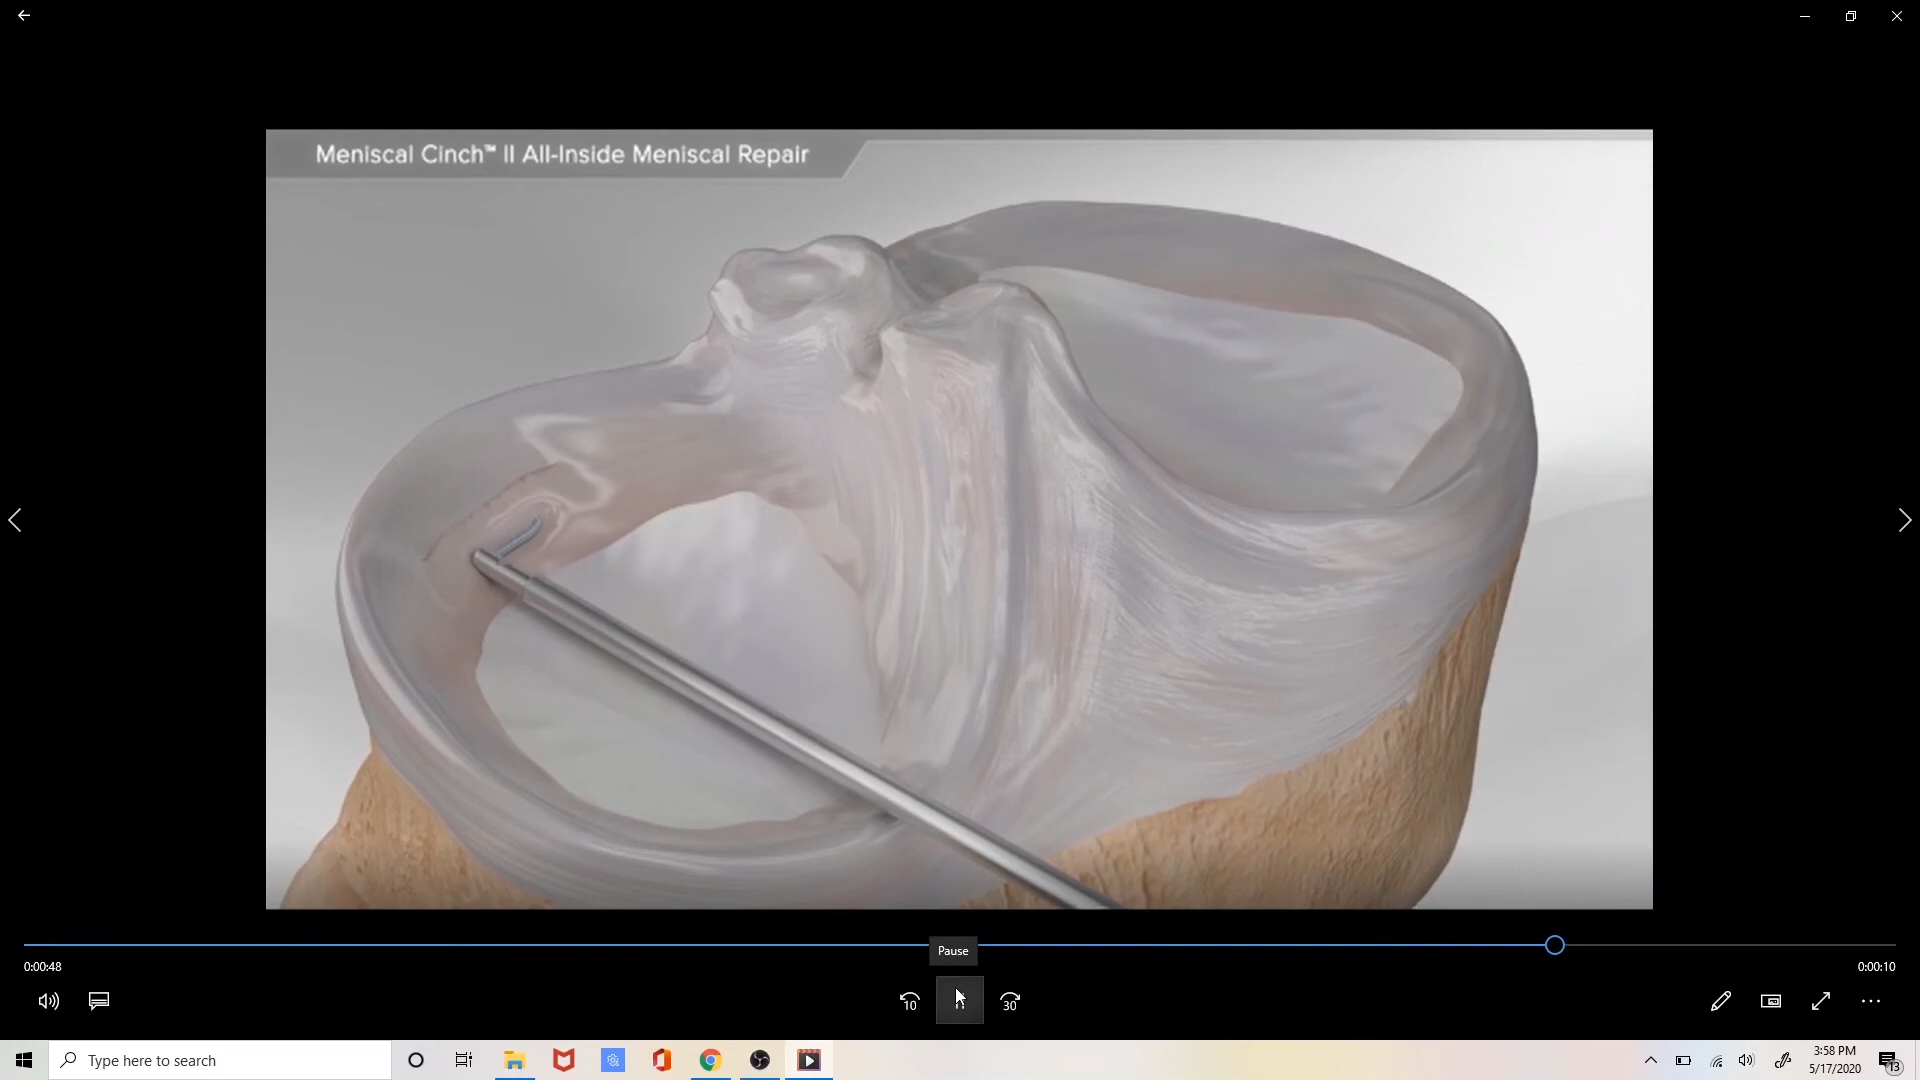 Meniscal Cinch™ II All-Inside Meniscal Repair
Pause
0:00:48
0:00:10
10
30
Type here to search
3:58 PM
5/17/2020
13